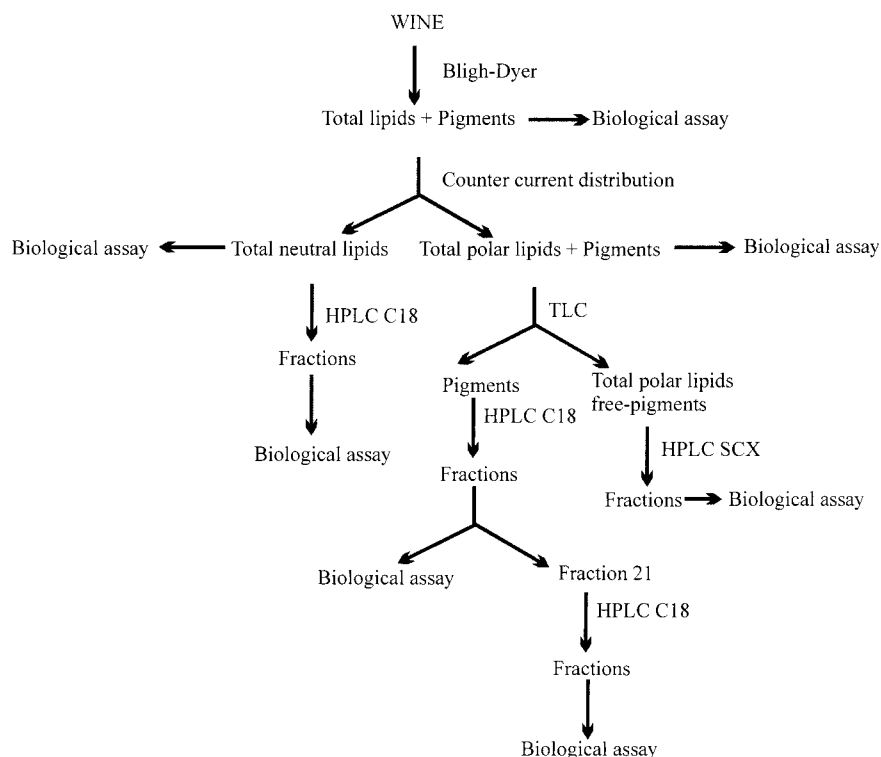 WINE
Bligh-Dyer
Total lipids + Pigments
Biological assay
Counter current distribution
Biological assay
Total neutral lipids
Total polar lipids + Pigments
Biological assay
HPLC C18
TLC
Fractions
Pigments
Total polar lipids
free-pigments
HPLC C18
HPLC SCX
Biological assay
Fractions
Fractions
Biological assay
Biological assay
Fraction 21
HPLC C18
Fractions
Biological assay